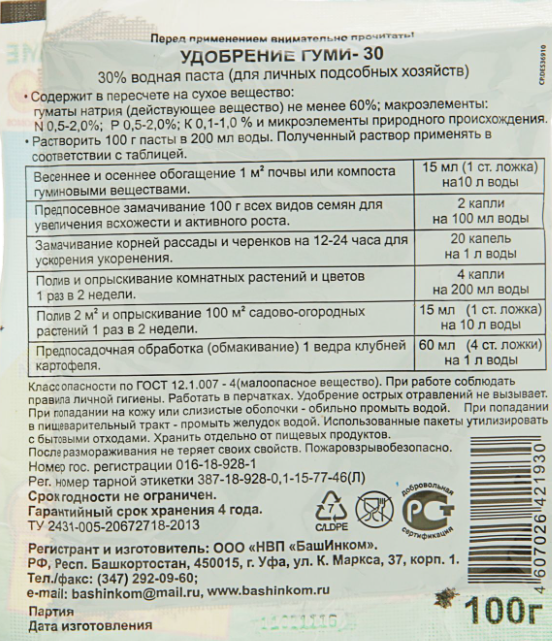 Перед применением внимательно прочитать!
УДОБРЕНИЕ ГУМИ- 30
30% водная паста (для личных подсобных хозяйств)
• Содержит в пересчете на сухое вещество:
гуматы натрия (действующее вещество) не менее 60%; макроэлементы:
N 0,5-2,0%; P 0,5-2,0%; K 0,1-1,0 % и микроэлементы природного происхождения.
• Растворить 100 г пасты в 200 мл воды. Полученный раствор применять в
соответствии с таблицей.
Весеннее и осеннее обогащение 1 м² почвы или компоста 15 мл (1 ст. ложка)
гуминовыми веществами. на10 л воды
Предпосевное замачивание 100 г всех видов семян для 2 капли
увеличения всхожести и активного роста. на 100 мл воды
Замачивание корней рассады и черенков на 12-24 часа для 20 капель
ускорения укоренения. на 1 л воды
Полив и опрыскивание комнатных растений и цветов 4 капли
1 раз в 2 недели. на 200 мл воды
Полив 2 м² и опрыскивание 100 м² садово-огородных 15 мл (1 ст. ложка)
растений 1 раз в 2 недели. на 10 л воды
Предпосадочная обработка (обмакивание) 1 ведра клубней 60 мл (4 ст. ложки)
картофеля. на 1 л воды
Класс опасности по ГОСТ 12.1.007 - 4(малоопасное вещество). При работе соблюдать
правила личной гигиены. Работать в перчатках. Удобрение острых отравлений не вызывает.
При попадании на кожу или слизистые оболочки - обильно промыть водой. При попадании
в пищеварительный тракт - промыть желудок водой. Использованные пакеты утилизировать
с бытовыми отходами. Хранить отдельно от пищевых продуктов.
После размораживания не теряет своих свойств. Пожаровзрывобезопасно.
Номер гос. регистрации 016-18-928-1
Рег. номер тарной этикетки 387-18-928-0,1-15-77-46(Л)
Срок годности не ограничен.
Гарантийный срок хранения 4 года.
ТУ 2431-005-20672718-2013
7
C/LDPE
добровольная
РСТ
сертификация
Регистрант и изготовитель: ООО «НВП «БашИнком».
РФ, Респ. Башкортостан, 450015, г. Уфа, ул. К. Маркса, 37, корп. 1.
Тел./факс: (347) 292-09-60;
e-mail: bashinkom@mail.ru, www.bashinkom.ru
Партия
Дата изготовления
4 607026 421930
100г